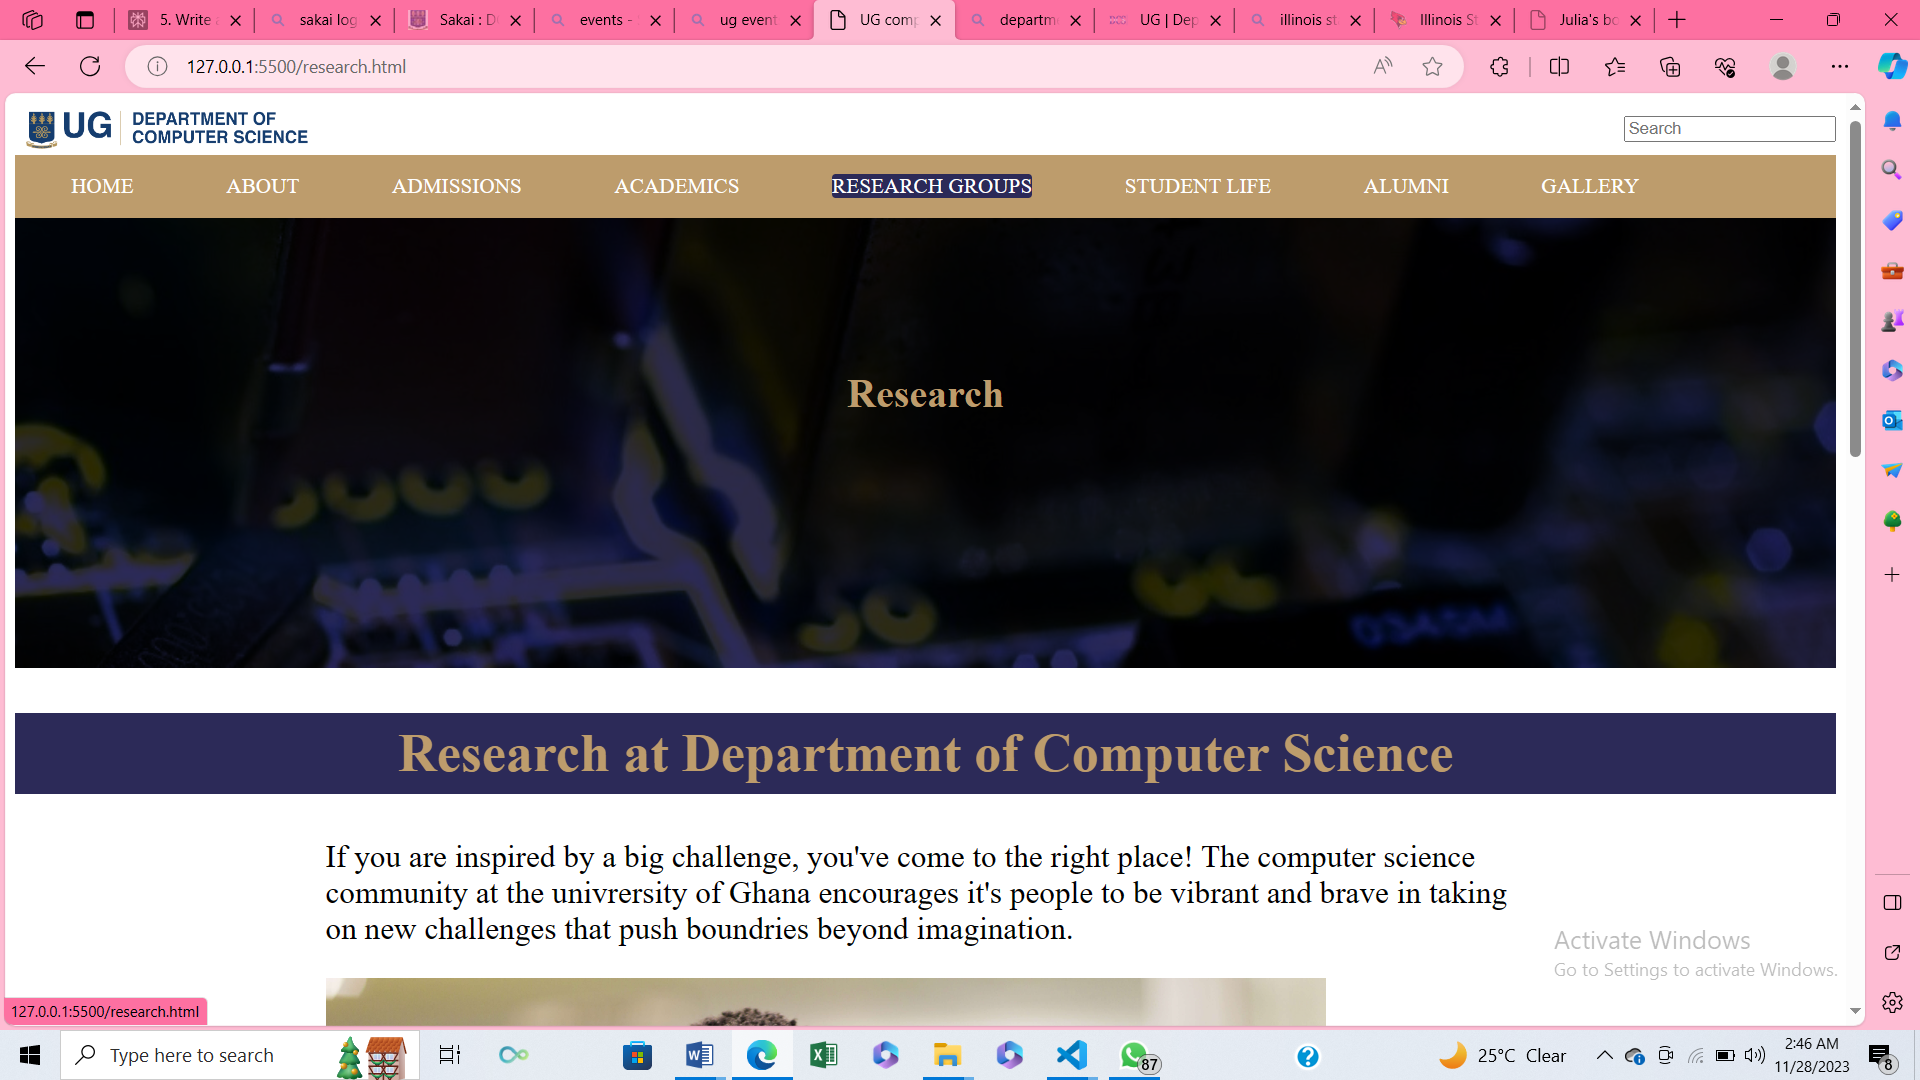 5. Write a
sakai log
Sakai : D
events -
ug event
UG comp
departme
UG | Dep
illinois st
Illinois St
Julia's bo
127.0.0.1:5500/research.html
UG
DEPARTMENT OF
COMPUTER SCIENCE
Search
HOME ABOUT ADMISSIONS ACADEMICS RESEARCH GROUPS STUDENT LIFE ALUMNI GALLERY
Research
Research at Department of Computer Science
If you are inspired by a big challenge, you've come to the right place! The computer science
community at the univrersity of Ghana encourages it's people to be vibrant and brave in taking
on new challenges that push boundries beyond imagination.
Activate Windows
Go to Settings to activate Windows.
127.0.0.1:5500/research.html
Type here to search
87
25°C Clear
2:46 AM
11/28/2023
8